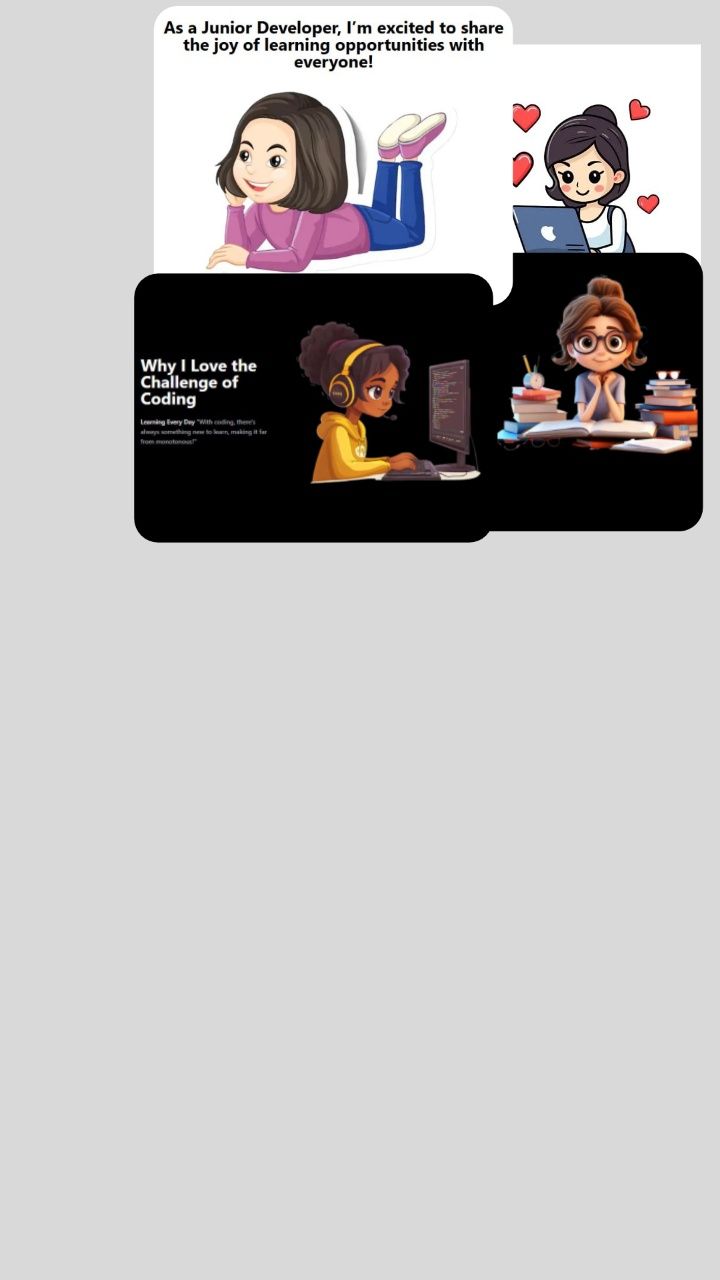 As a Junior Developer, I’m excited to share
the joy of learning opportunities with
everyone!
Why I Love the
Challenge of
Coding
Learning Every Day "With coding, there's
always something new to learn, making it far
from monotonous!"